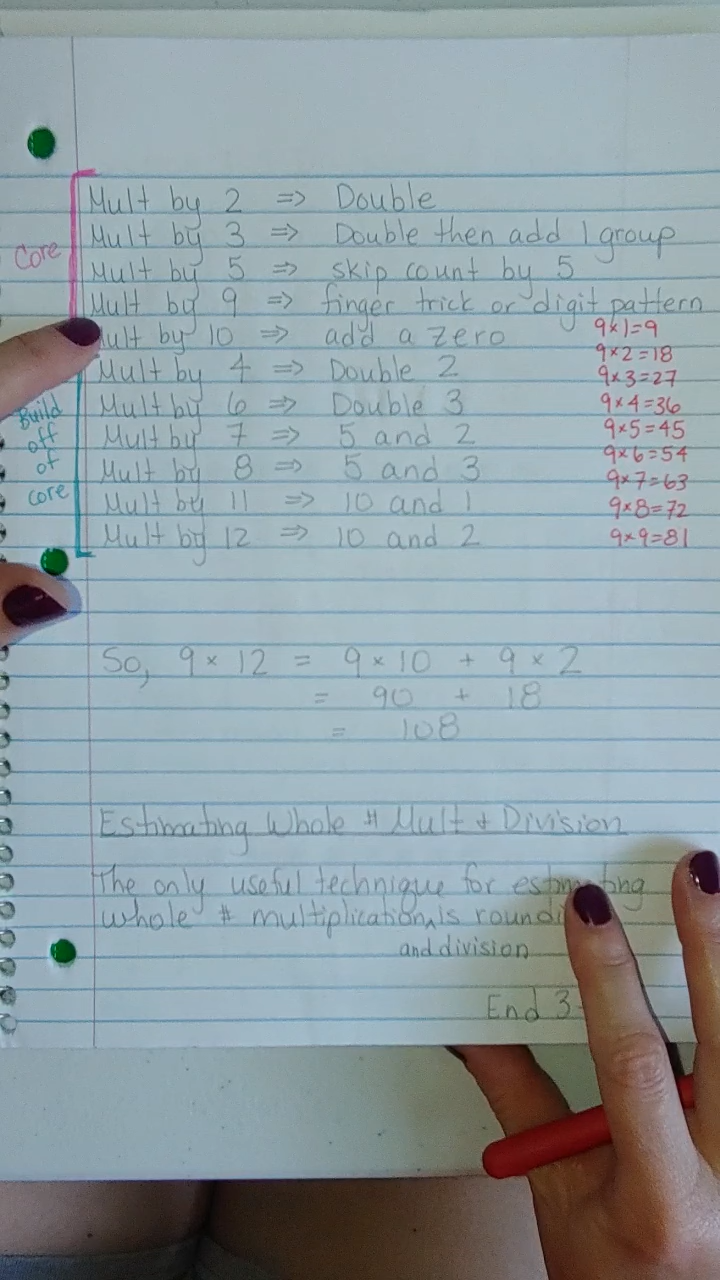 Core
Mult by 2 => Double
Mult by 3 => Double then add 1 group
Mult by 5 => skip count by 5
Mult by 9 => finger trick or digit pattern
ult by 10 => add a zero
Mult by 4 => Double 2
Mult by 6 => Double 3
Mult by 7 => 5 and 2
Mult by 8 => 5 and 3
Mult by 11 => 10 and 1
Mult by 12 => 10 and 2
Build
off
of
core
9×1=9
9×2=18
9×3=27
9×4=36
9×5=45
9×6=54
9×7=63
9×8=72
9×9=81
So, 9 × 12 = 9 × 10 + 9 × 2
= 90 + 18
= 108
Estimating Whole # Mult + Division
The only useful technique for estimating
whole # multiplication ^ is roundi
and division
End 3-